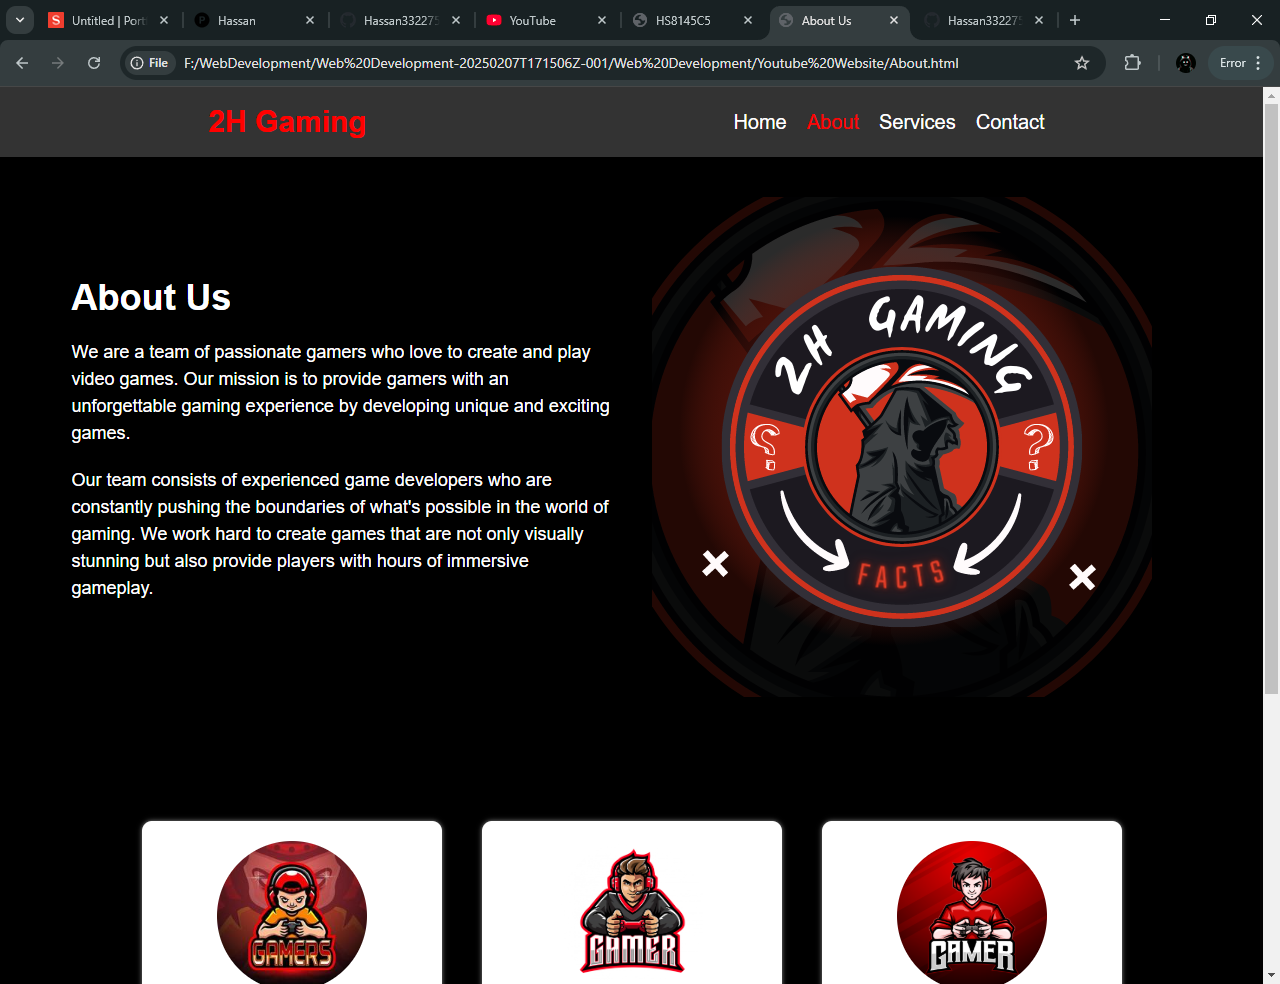 Untitled | Port
Hassan
Hassan332275
YouTube
HS8145C5
About Us
Hassan332275
File
F:/WebDevelopment/Web%20Development-20250207T171506Z-001/Web%20Development/Youtube%20Website/About.html
Error
2H Gaming
Home
About
Services
Contact
About Us
We are a team of passionate gamers who love to create and play
video games. Our mission is to provide gamers with an
unforgettable gaming experience by developing unique and exciting
games.
Our team consists of experienced game developers who are
constantly pushing the boundaries of what's possible in the world of
gaming. We work hard to create games that are not only visually
stunning but also provide players with hours of immersive
gameplay.
2H GAMING
? ?
FACTS
GAMERS
GAMER
GAMER